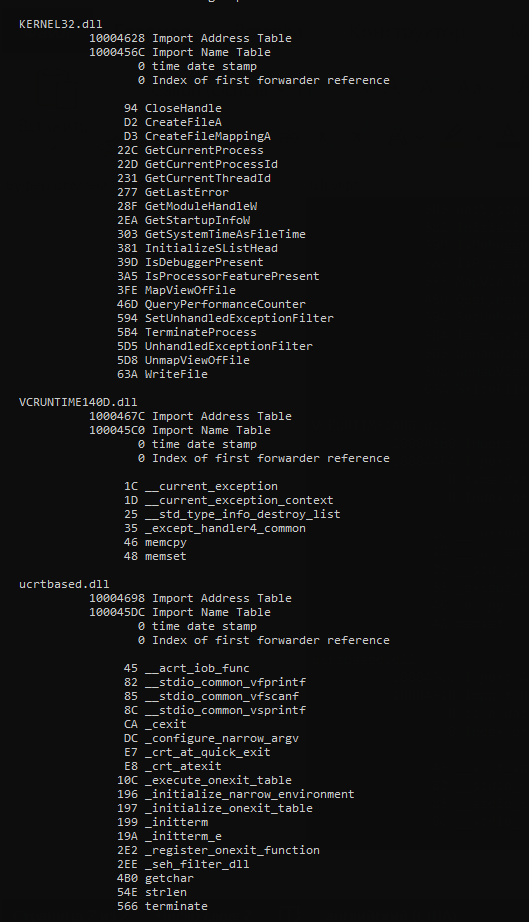 KERNEL32.dll
10004628 Import Address Table
1000456C Import Name Table
0 time date stamp
0 Index of first forwarder reference
94 CloseHandle
D2 CreateFileA
D3 CreateFileMappingA
22C GetCurrentProcess
22D GetCurrentProcessId
231 GetCurrentThreadId
277 GetLastError
28F GetModuleHandleW
2EA GetStartupInfoW
303 GetSystemTimeAsFileTime
381 InitializeSListHead
39D IsDebuggerPresent
3A5 IsProcessorFeaturePresent
3FE MapViewOfFile
46D QueryPerformanceCounter
594 SetUnhandledExceptionFilter
5B4 TerminateProcess
5D5 UnhandledExceptionFilter
5D8 UnmapViewOfFile
63A WriteFile
VCRUNTIME140D.dll
1000467C Import Address Table
100045C0 Import Name Table
0 time date stamp
0 Index of first forwarder reference
1C __current_exception
1D __current_exception_context
25 __std_type_info_destroy_list
35 _except_handler4_common
46 memcpy
48 memset
ucrtbased.dll
10004698 Import Address Table
100045DC Import Name Table
0 time date stamp
0 Index of first forwarder reference
45 __acrt_iob_func
82 __stdio_common_vfprintf
85 __stdio_common_vfscanf
8C __stdio_common_vsprintf
CA _cexit
DC _configure_narrow_argv
E7 _crt_at_quick_exit
E8 _crt_atexit
10C _execute_onexit_table
196 _initialize_narrow_environment
197 _initialize_onexit_table
199 _initterm
19A _initterm_e
2E2 _register_onexit_function
2EE _seh_filter_dll
4B0 getchar
54E strlen
566 terminate